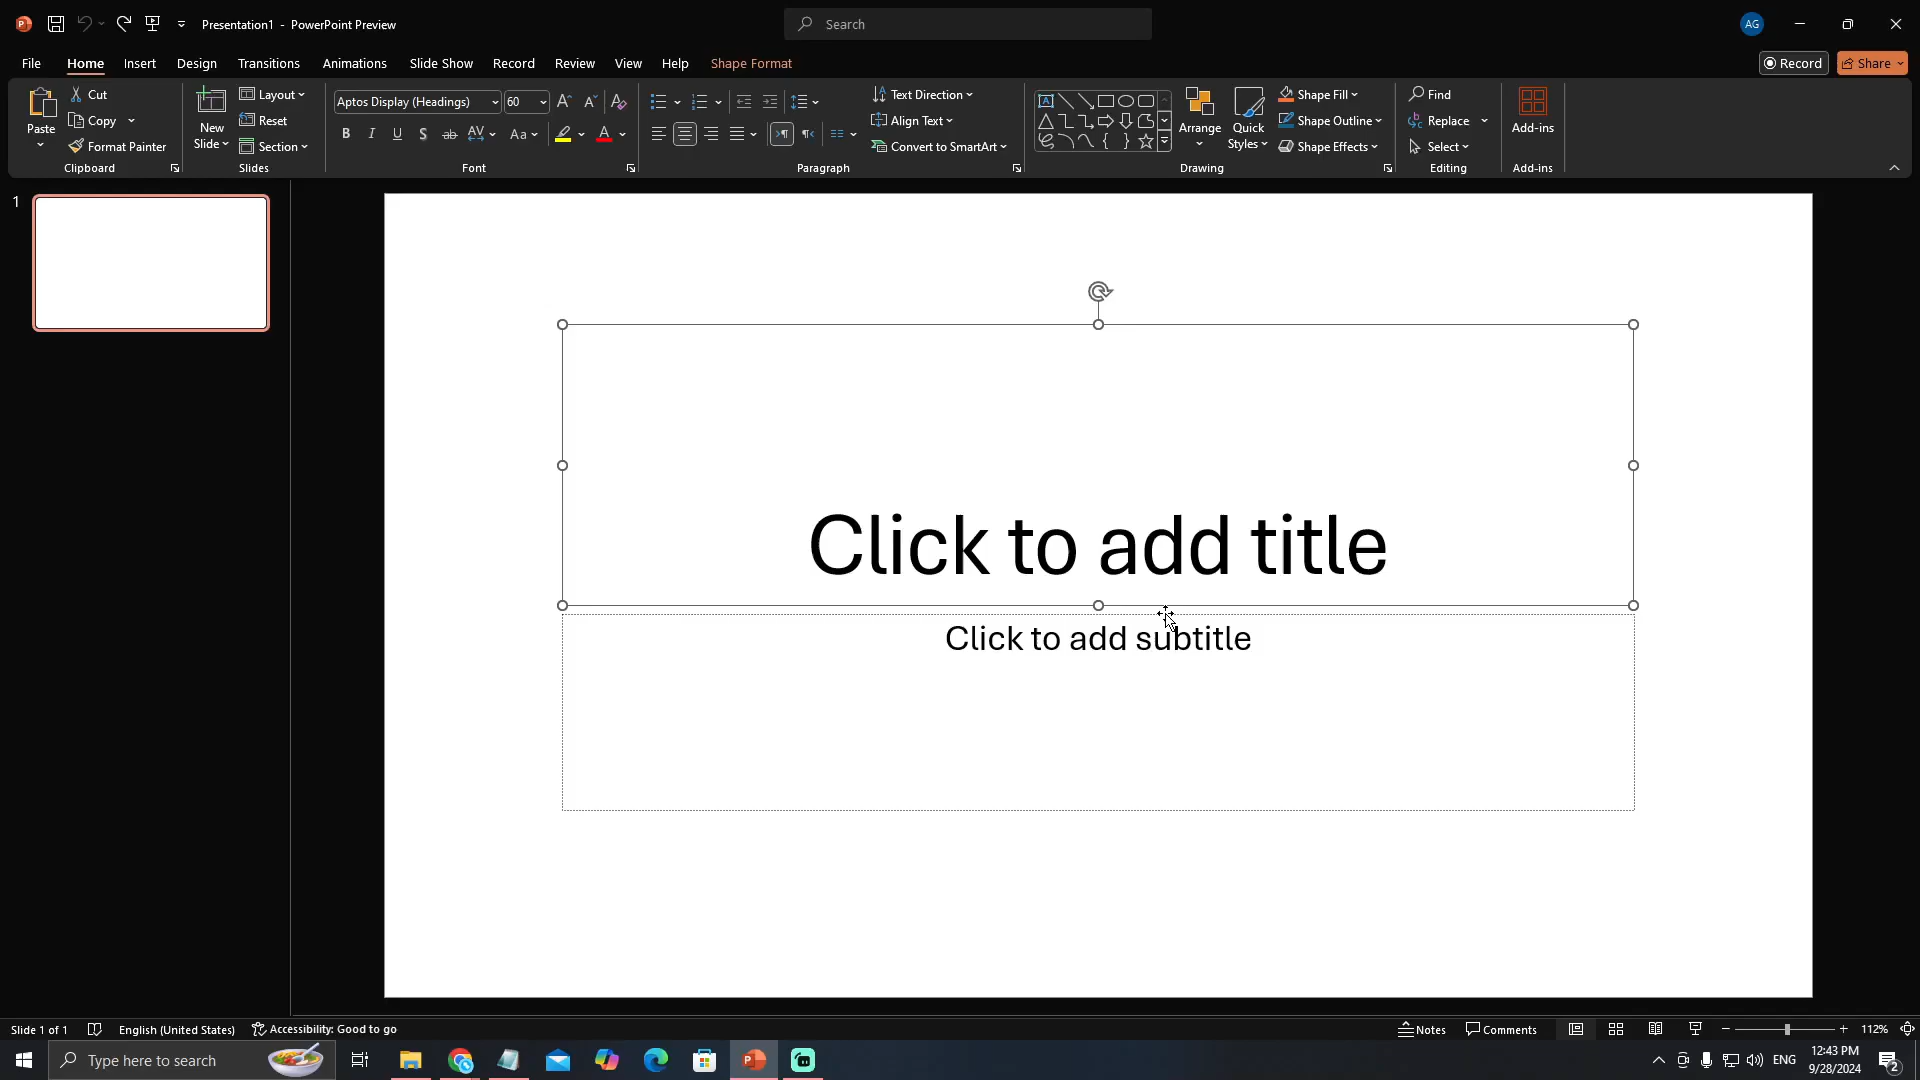 Presentation1 - PowerPoint Preview
Search
AG
File Home Insert Design Transitions Animations Slide Show Record Review View Help Shape Format
Record Share
Paste
Cut
Copy
Format Painter
Clipboard
New
Slide
Layout
Reset
Section
Slides
Aptos Display (Headings) 60
B I U S ab AV Aa A
Font
Paragraph
Text Direction
Align Text
Convert to SmartArt
Arrange
Quick
Styles
Shape Fill
Shape Outline
Shape Effects
Drawing
Find
Replace
Select
Editing
Add-ins
Add-ins
1
Click to add title
Click to add subtitle
Slide 1 of 1 English (United States) Accessibility: Good to go
Notes Comments 112%
Type here to search
ENG
12:43 PM
9/28/2024
2